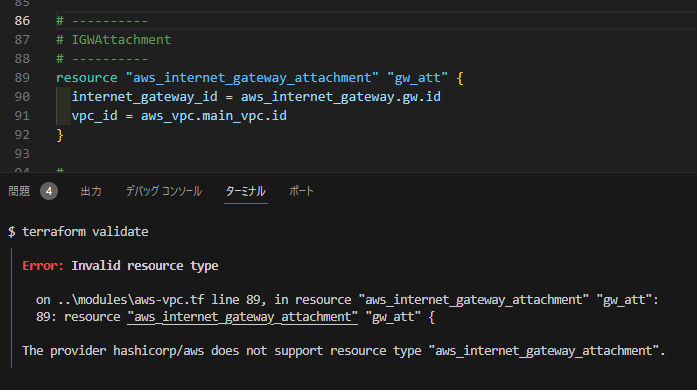 85
86 # ----------
87 # IGWAttachment
88 # ----------
89 resource "aws_internet_gateway_attachment" "gw_att" {
90 internet_gateway_id = aws_internet_gateway.gw.id
91 vpc_id = aws_vpc.main_vpc.id
92 }
93
94 #
問題 4 出力 デバッグ コンソール ターミナル ポート
$ terraform validate
Error: Invalid resource type
on ..\modules\aws-vpc.tf line 89, in resource "aws_internet_gateway_attachment" "gw_att":
89: resource "aws_internet_gateway_attachment" "gw_att" {
The provider hashicorp/aws does not support resource type "aws_internet_gateway_attachment".